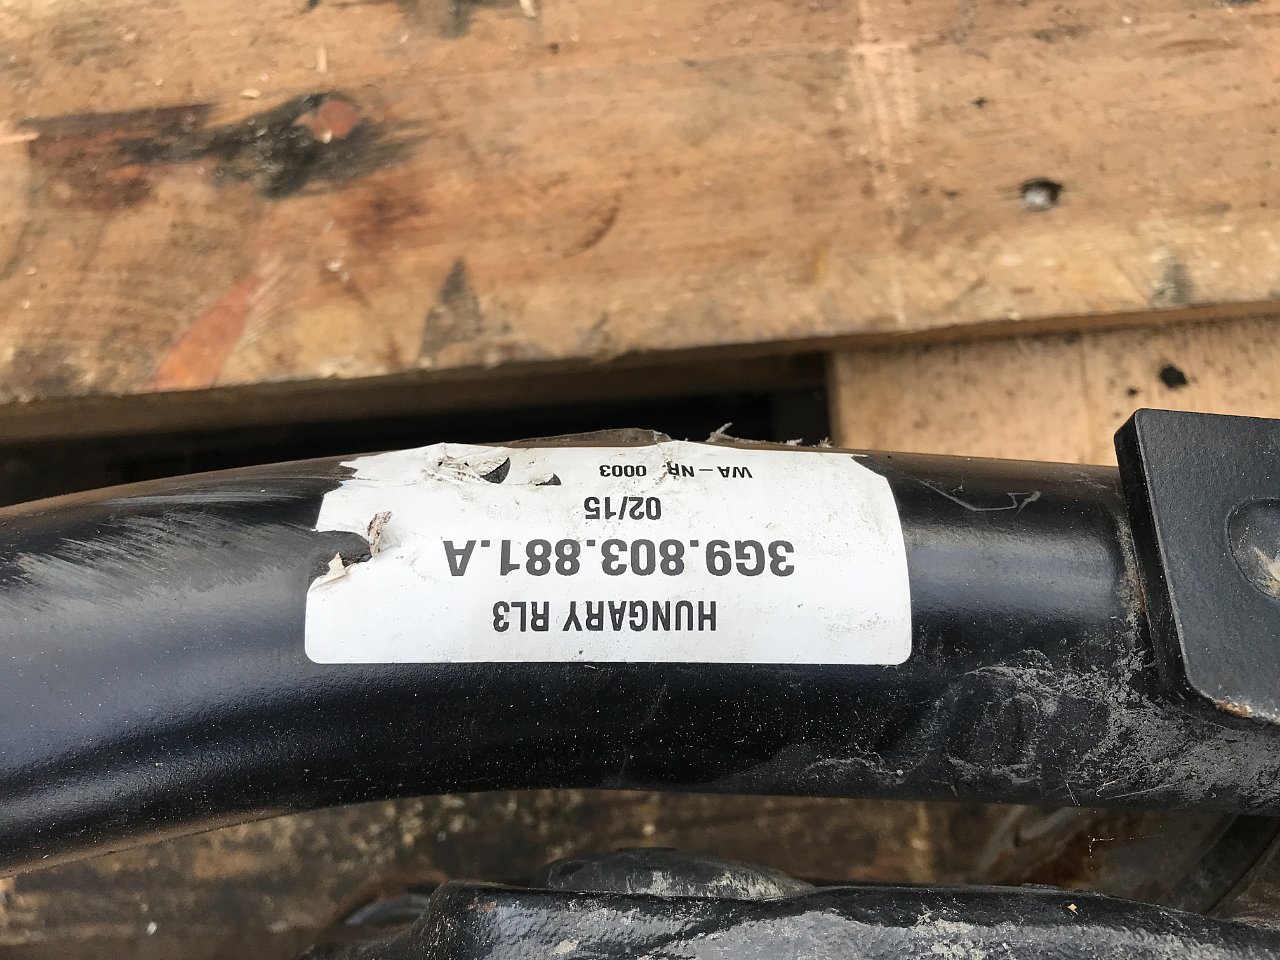 HUNGARY RL3
3G9.803.881.A
02/15
WA – NR 0003